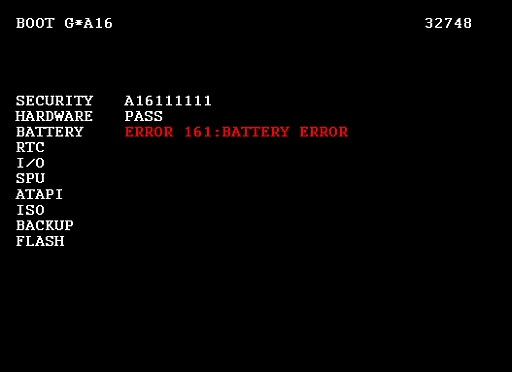 BOOT G*A16 32748
SECURITY A16111111
HARDWARE PASS
BATTERY ERROR 161:BATTERY ERROR
RTC
I/O
SPU
ATAPI
ISO
BACKUP
FLASH